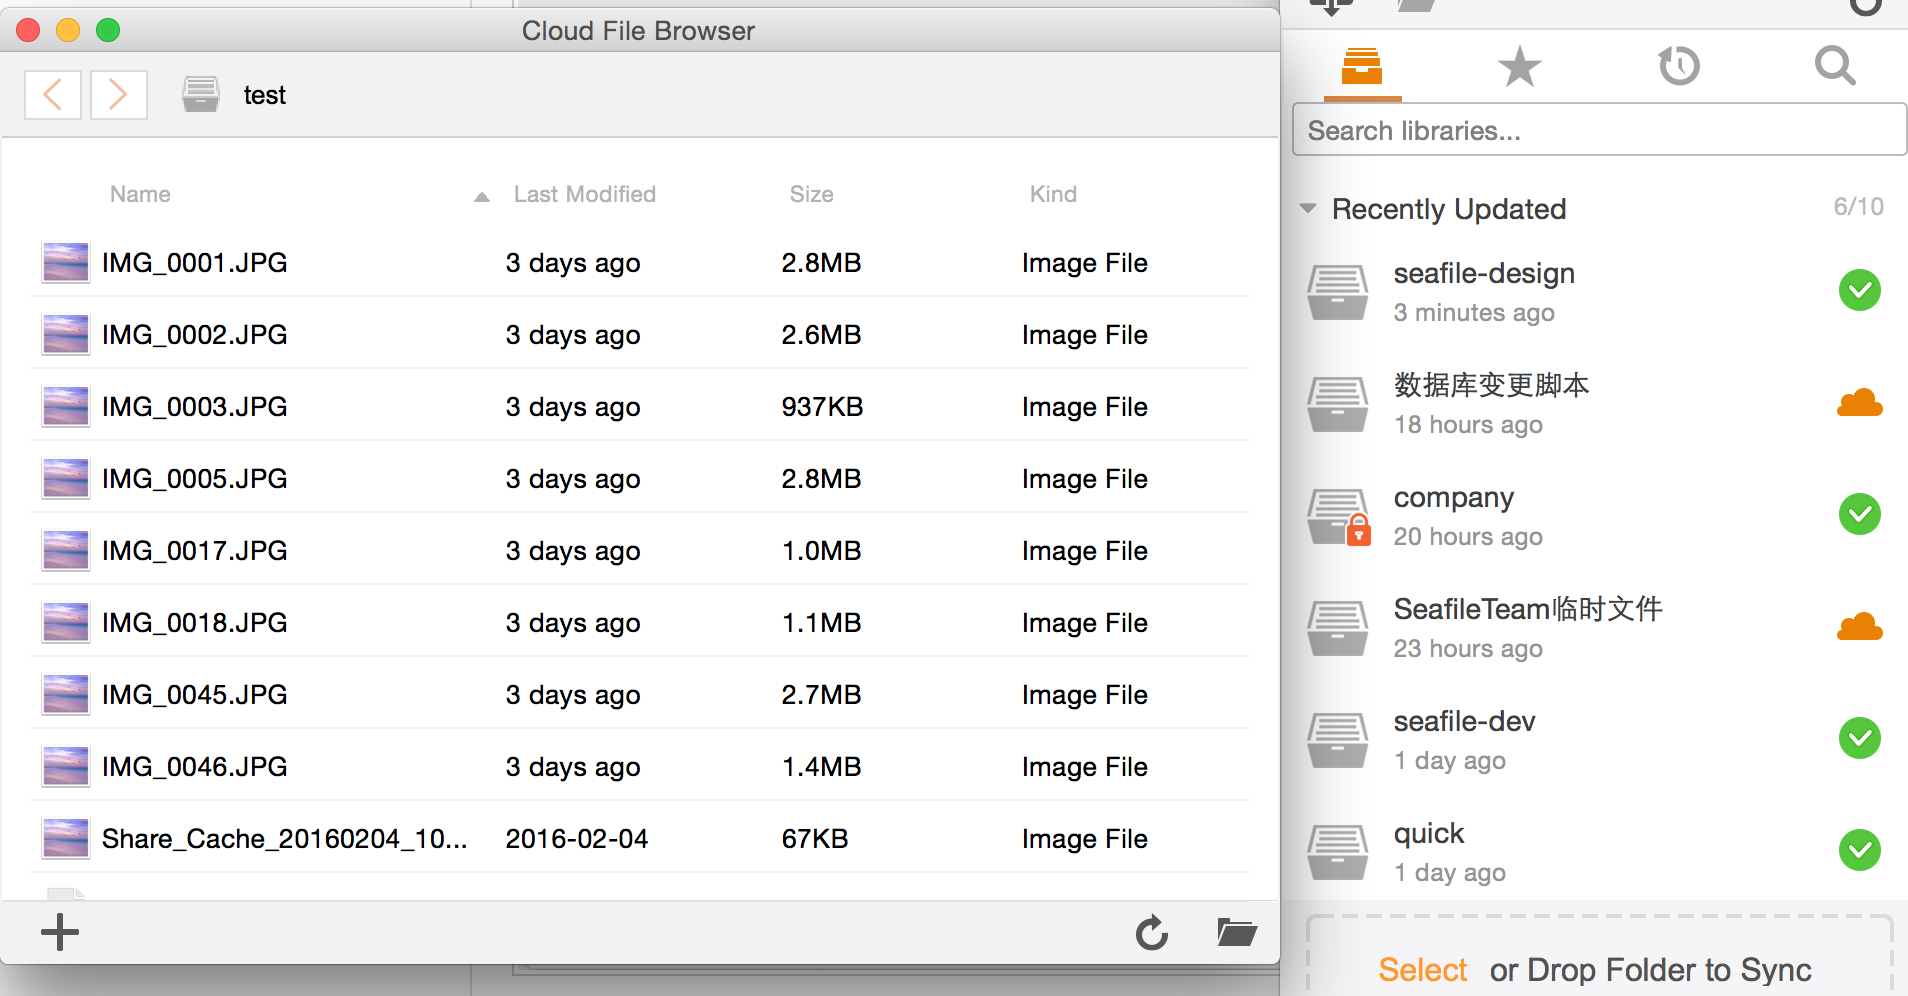 Cloud File Browser
test
Name Last Modified Size Kind
IMG_0001.JPG 3 days ago 2.8MB Image File
IMG_0002.JPG 3 days ago 2.6MB Image File
IMG_0003.JPG 3 days ago 937KB Image File
IMG_0005.JPG 3 days ago 2.8MB Image File
IMG_0017.JPG 3 days ago 1.0MB Image File
IMG_0018.JPG 3 days ago 1.1MB Image File
IMG_0045.JPG 3 days ago 2.7MB Image File
IMG_0046.JPG 3 days ago 1.4MB Image File
Share_Cache_20160204_10... 2016-02-04 67KB Image File
Search libraries...
Recently Updated 6/10
seafile-design
3 minutes ago
数据库变更脚本
18 hours ago
company
20 hours ago
SeafileTeam临时文件
23 hours ago
seafile-dev
1 day ago
quick
1 day ago
Select or Drop Folder to Sync